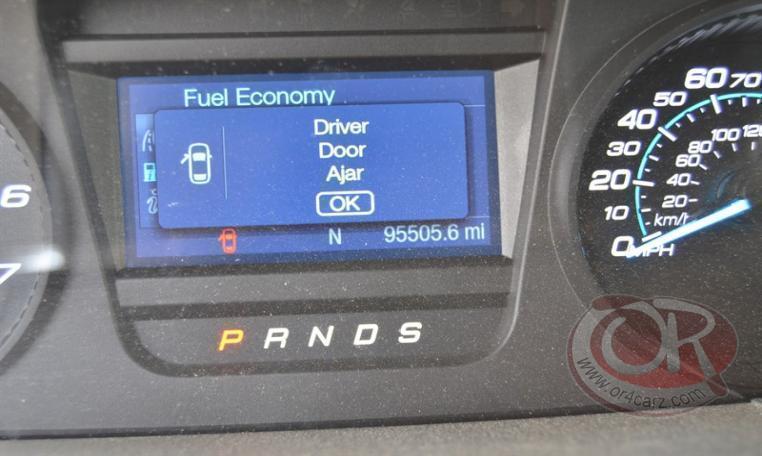 Fuel Economy
Driver
Door
Ajar
OK
N 95505.6 mi
P R N D S
6
7
0 10 20 30 40 50 60 70
20 40 60 80 100
km/h
MPH
OR
www.or4carz.com